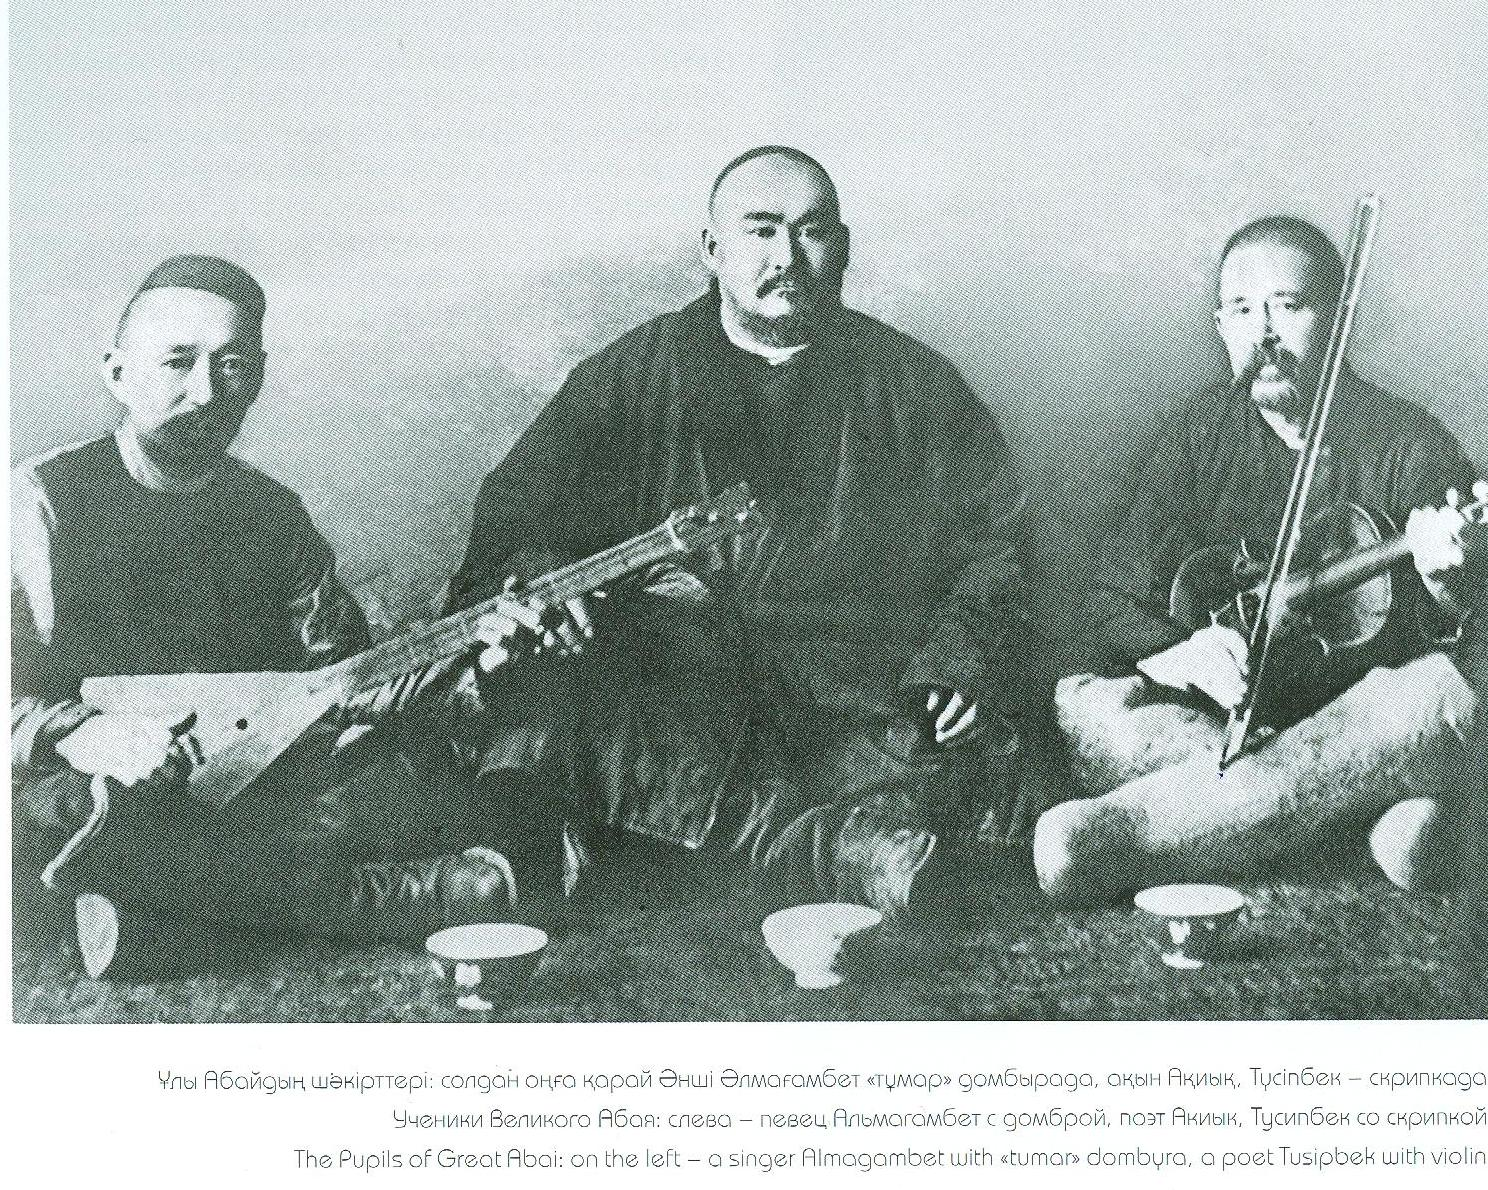 Ұлы Абайдың шәкірттері: солдан оңға қарай Әнші Әлмағамбет «тұмар» домбырада, ақын Ақиық, Түсіпбек – скрипкада
Ученики Великого Абая: слева – певец Альмагамбет с домброй, поэт Акиык, Тусипбек со скрипкой
The Pupils of Great Abai: on the left – a singer Almagambet with «tumar» dombyra, a poet Tusipbek with violin